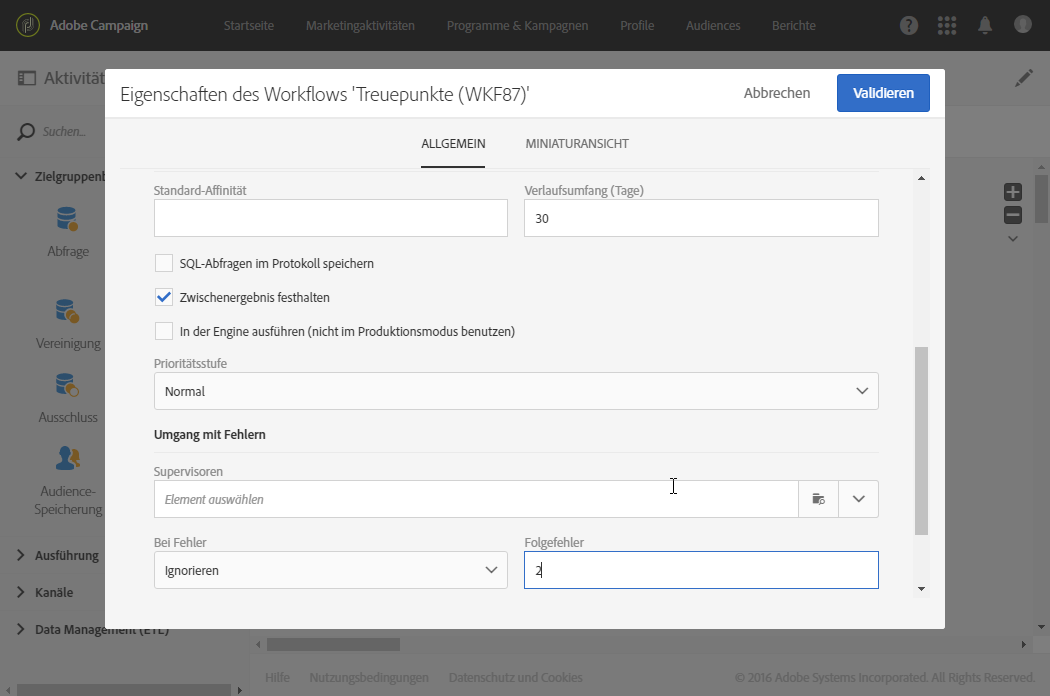 Adobe Campaign
Startseite
Marketingaktivitäten
Programme & Kampagnen
Profile
Audiences
Berichte
Aktivität
Eigenschaften des Workflows 'Treuepunkte (WKF87)'
Abbrechen
Validieren
Suchen...
ALLGEMEIN
MINIATURANSICHT
Zielgruppenb
Abfrage
Vereinigung
Ausschluss
Audience-
Speicherung
Ausführung
Kanäle
Data Management (ETL)
Standard-Affinität
Verlaufsumfang (Tage)
30
SQL-Abfragen im Protokoll speichern
Zwischenergebnis festhalten
In der Engine ausführen (nicht im Produktionsmodus benutzen)
Prioritätsstufe
Normal
Umgang mit Fehlern
Supervisoren
Element auswählen
Bei Fehler
Folgefehler
Ignorieren
2
Hilfe
Nutzungsbedingungen
Datenschutz und Cookies
© 2016 Adobe Systems Incorporated. All Rights Reserved.